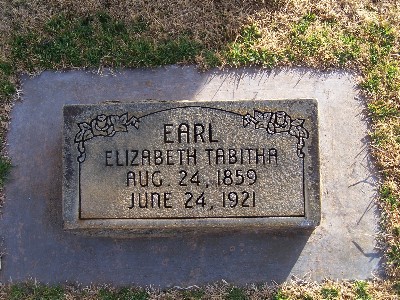 EARL
ELIZABETH TABITHA
AUG. 24, 1859
JUNE 24, 1921